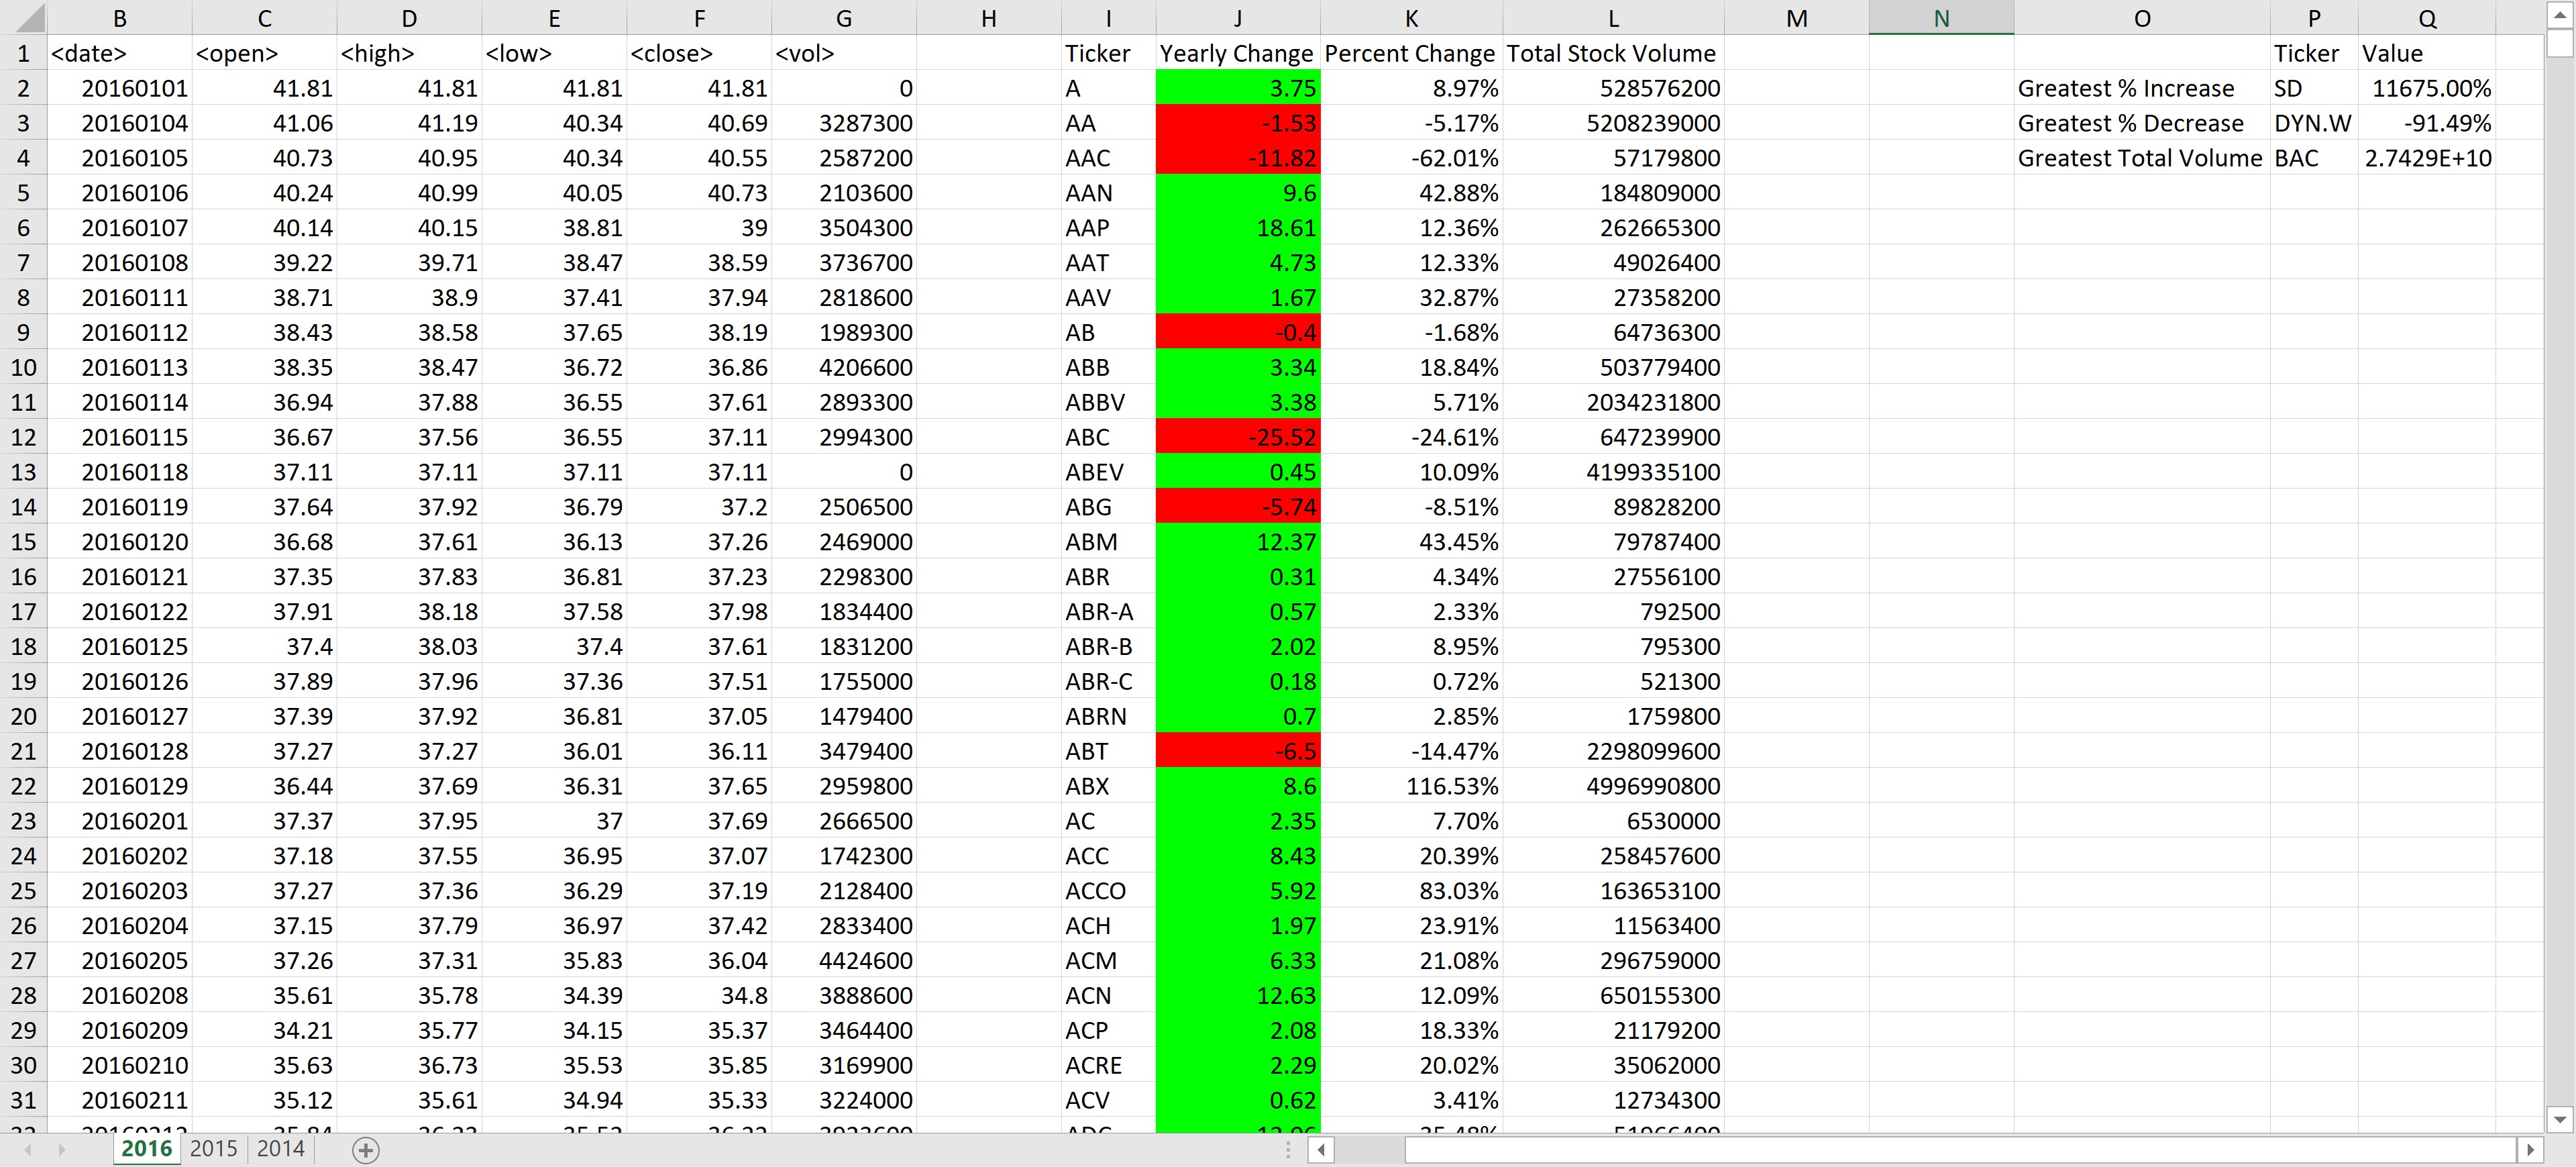 B C D E F G H I J K L M N O P Q
1 <date> <open> <high> <low> <close> <vol> Ticker Yearly Change Percent Change Total Stock Volume Ticker Value
2 20160101 41.81 41.81 41.81 41.81 0 A 3.75 8.97% 528576200 Greatest % Increase SD 11675.00%
3 20160104 41.06 41.19 40.34 40.69 3287300 AA -1.53 -5.17% 5208239000 Greatest % Decrease DYN.W -91.49%
4 20160105 40.73 40.95 40.34 40.55 2587200 AAC -11.82 -62.01% 57179800 Greatest Total Volume BAC 2.7429E+10
5 20160106 40.24 40.99 40.05 40.73 2103600 AAN 9.6 42.88% 184809000
6 20160107 40.14 40.15 38.81 39 3504300 AAP 18.61 12.36% 262665300
7 20160108 39.22 39.71 38.47 38.59 3736700 AAT 4.73 12.33% 49026400
8 20160111 38.71 38.9 37.41 37.94 2818600 AAV 1.67 32.87% 27358200
9 20160112 38.43 38.58 37.65 38.19 1989300 AB -0.4 -1.68% 64736300
10 20160113 38.35 38.47 36.72 36.86 4206600 ABB 3.34 18.84% 503779400
11 20160114 36.94 37.88 36.55 37.61 2893300 ABBV 3.38 5.71% 2034231800
12 20160115 36.67 37.56 36.55 37.11 2994300 ABC -25.52 -24.61% 647239900
13 20160118 37.11 37.11 37.11 37.11 0 ABEV 0.45 10.09% 4199335100
14 20160119 37.64 37.92 36.79 37.2 2506500 ABG -5.74 -8.51% 89828200
15 20160120 36.68 37.61 36.13 37.26 2469000 ABM 12.37 43.45% 79787400
16 20160121 37.35 37.83 36.81 37.23 2298300 ABR 0.31 4.34% 27556100
17 20160122 37.91 38.18 37.58 37.98 1834400 ABR-A 0.57 2.33% 792500
18 20160125 37.4 38.03 37.4 37.61 1831200 ABR-B 2.02 8.95% 795300
19 20160126 37.89 37.96 37.36 37.51 1755000 ABR-C 0.18 0.72% 521300
20 20160127 37.39 37.92 36.81 37.05 1479400 ABRN 0.7 2.85% 1759800
21 20160128 37.27 37.27 36.01 36.11 3479400 ABT -6.5 -14.47% 2298099600
22 20160129 36.44 37.69 36.31 37.65 2959800 ABX 8.6 116.53% 4996990800
23 20160201 37.37 37.95 37 37.69 2666500 AC 2.35 7.70% 6530000
24 20160202 37.18 37.55 36.95 37.07 1742300 ACC 8.43 20.39% 258457600
25 20160203 37.27 37.36 36.29 37.19 2128400 ACCO 5.92 83.03% 163653100
26 20160204 37.15 37.79 36.97 37.42 2833400 ACH 1.97 23.91% 11563400
27 20160205 37.26 37.31 35.83 36.04 4424600 ACM 6.33 21.08% 296759000
28 20160208 35.61 35.78 34.39 34.8 3888600 ACN 12.63 12.09% 650155300
29 20160209 34.21 35.77 34.15 35.37 3464400 ACP 2.08 18.33% 21179200
30 20160210 35.63 36.73 35.53 35.85 3169900 ACRE 2.29 20.02% 35062000
31 20160211 35.12 35.61 34.94 35.33 3224000 ACV 0.62 3.41% 12734300
2016 2015 2014